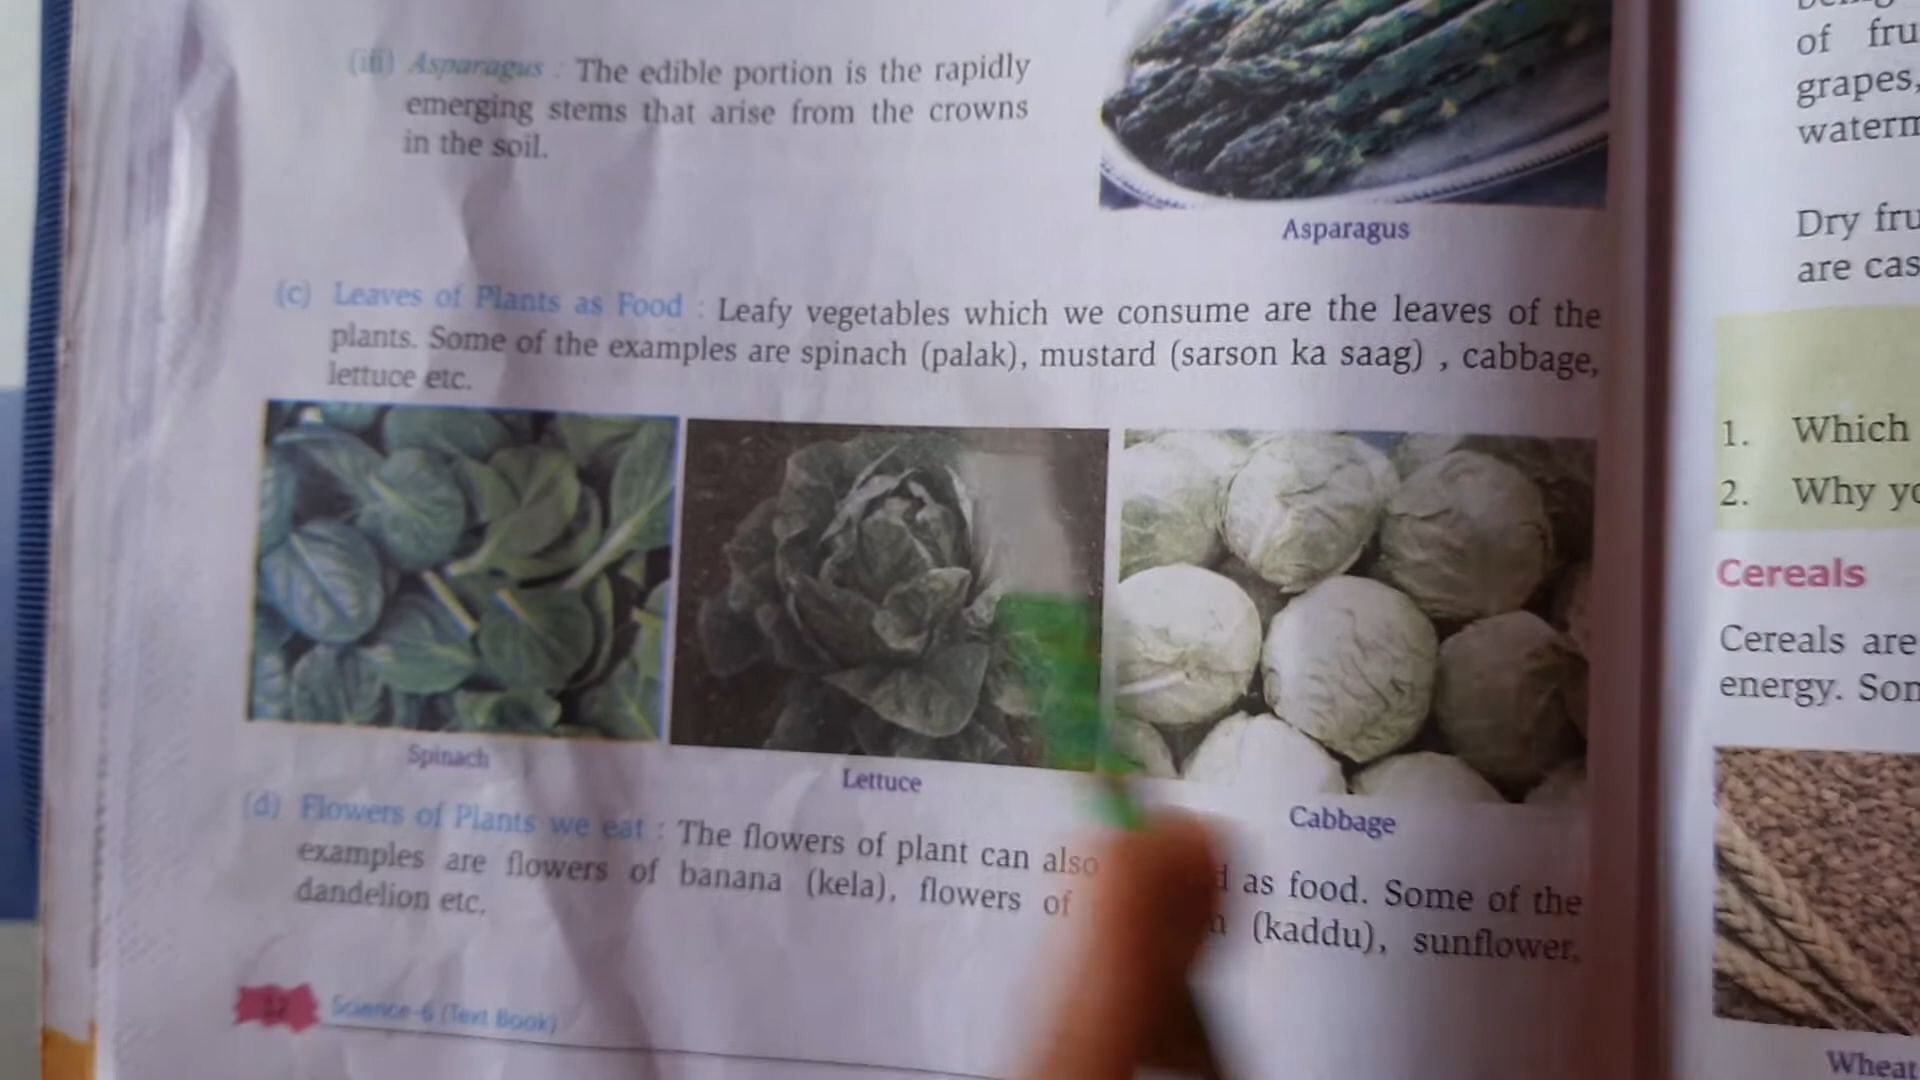 (iii) Asparagus : The edible portion is the rapidly
emerging stems that arise from the crowns
in the soil.
Asparagus
(c) Leaves of Plants as Food : Leafy vegetables which we consume are the leaves of the
plants. Some of the examples are spinach (palak), mustard (sarson ka saag) , cabbage,
lettuce etc.
Spinach
Lettuce
Cabbage
(d) Flowers of Plants we eat : The flowers of plant can also as food. Some of the
examples are flowers of banana (kela), flowers of (kaddu), sunflower,
dandelion etc.
Science-6 (Text Book)
of fru
grapes,
waterm
Dry fru
are cas
1. Which
2. Why yo
Cereals
Cereals are
energy. Som
Wheat